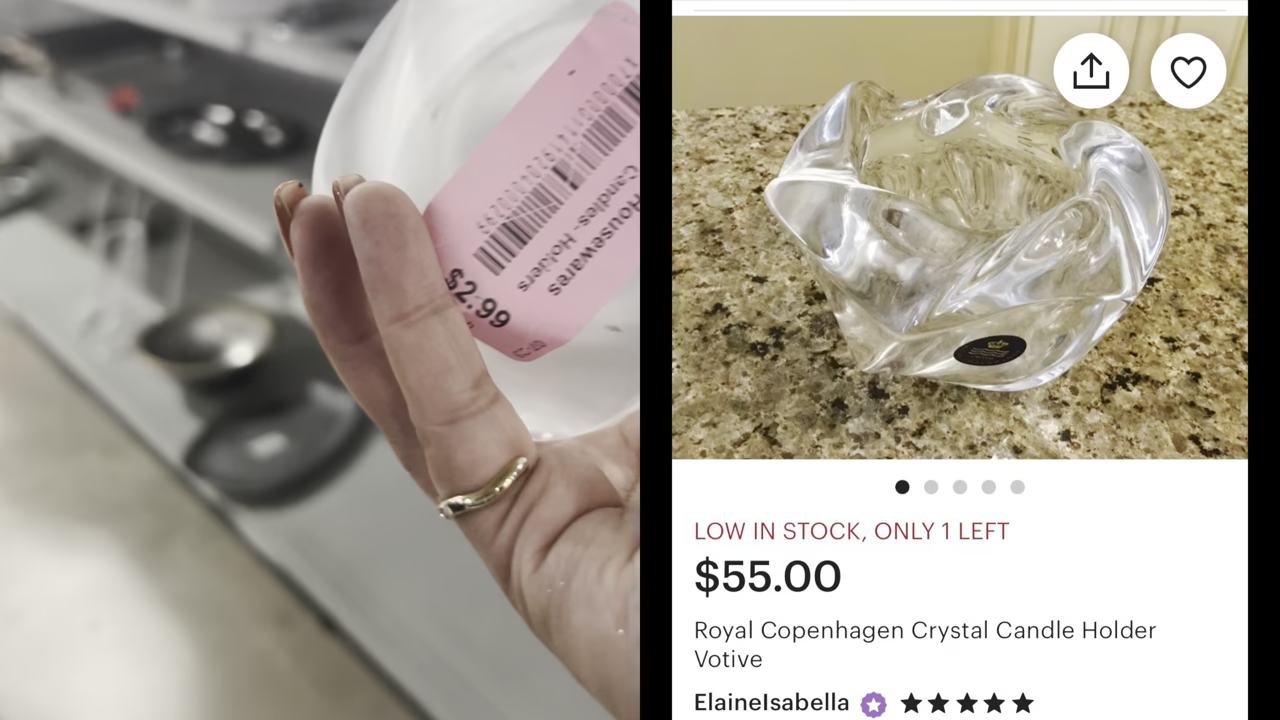 Housewares
Candles- Holders
$2.99
LOW IN STOCK, ONLY 1 LEFT
$55.00
Royal Copenhagen Crystal Candle Holder
Votive
ElaineIsabella